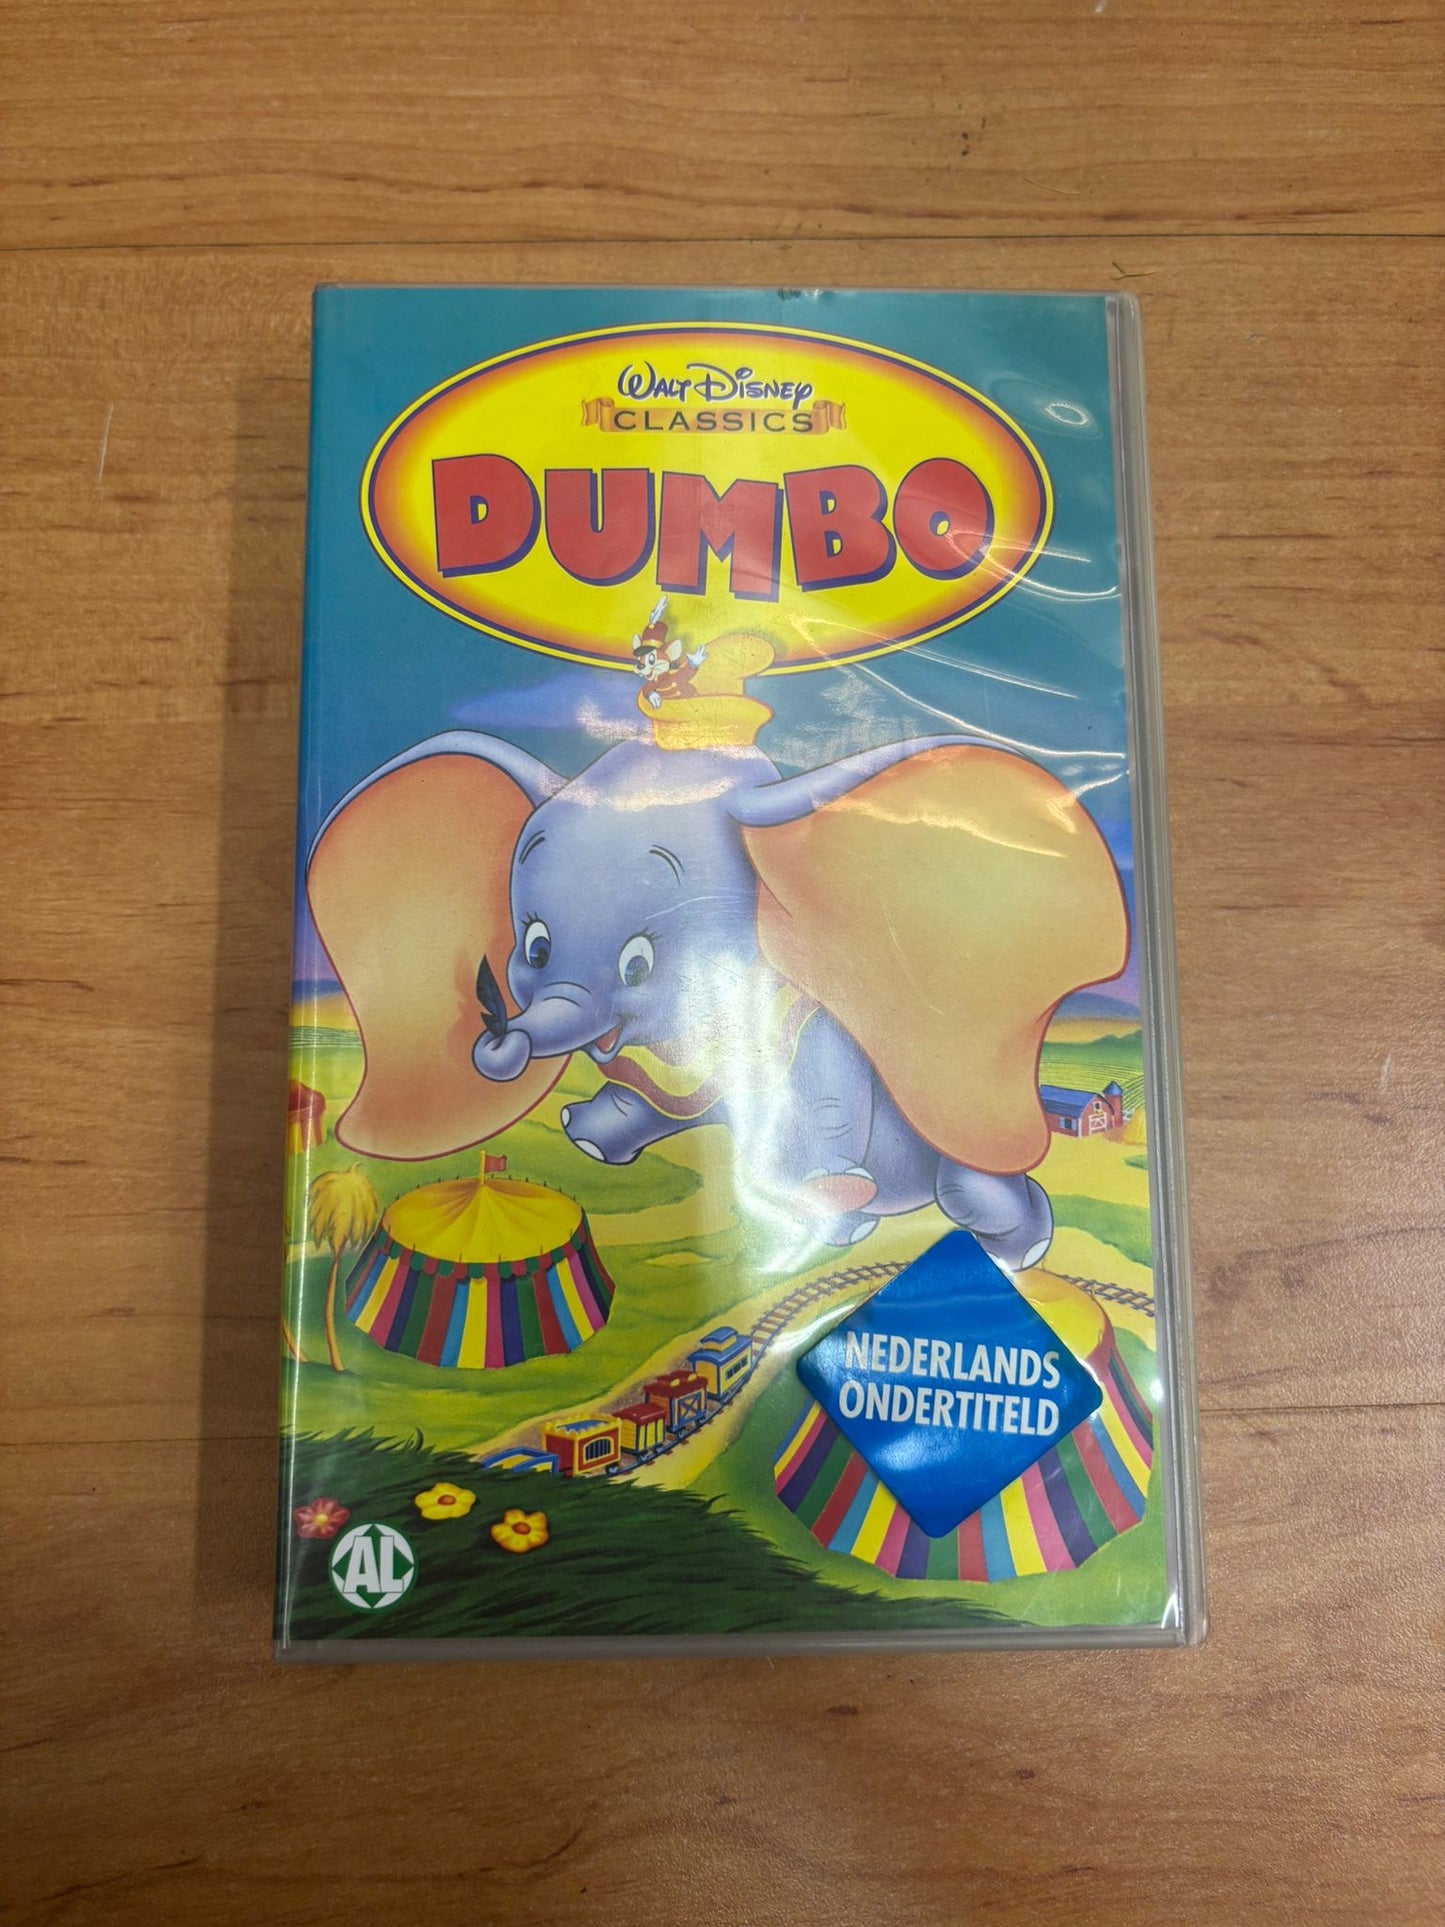 WALT DISNEY
CLASSICS
DUMBO
NEDERLANDS
ONDERTITELD
AL